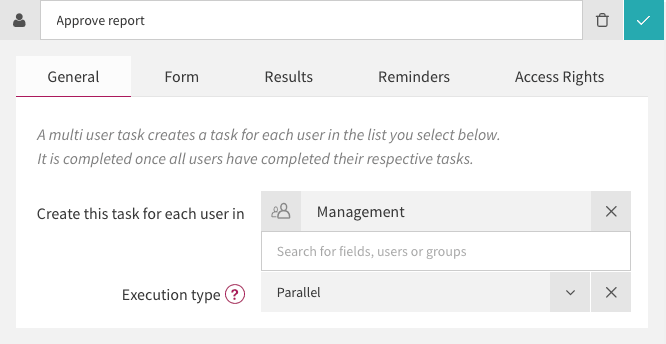 Approve report
General Form Results Reminders Access Rights
A multi user task creates a task for each user in the list you select below.
It is completed once all users have completed their respective tasks.
Create this task for each user in Management
Search for fields, users or groups
Execution type ? Parallel